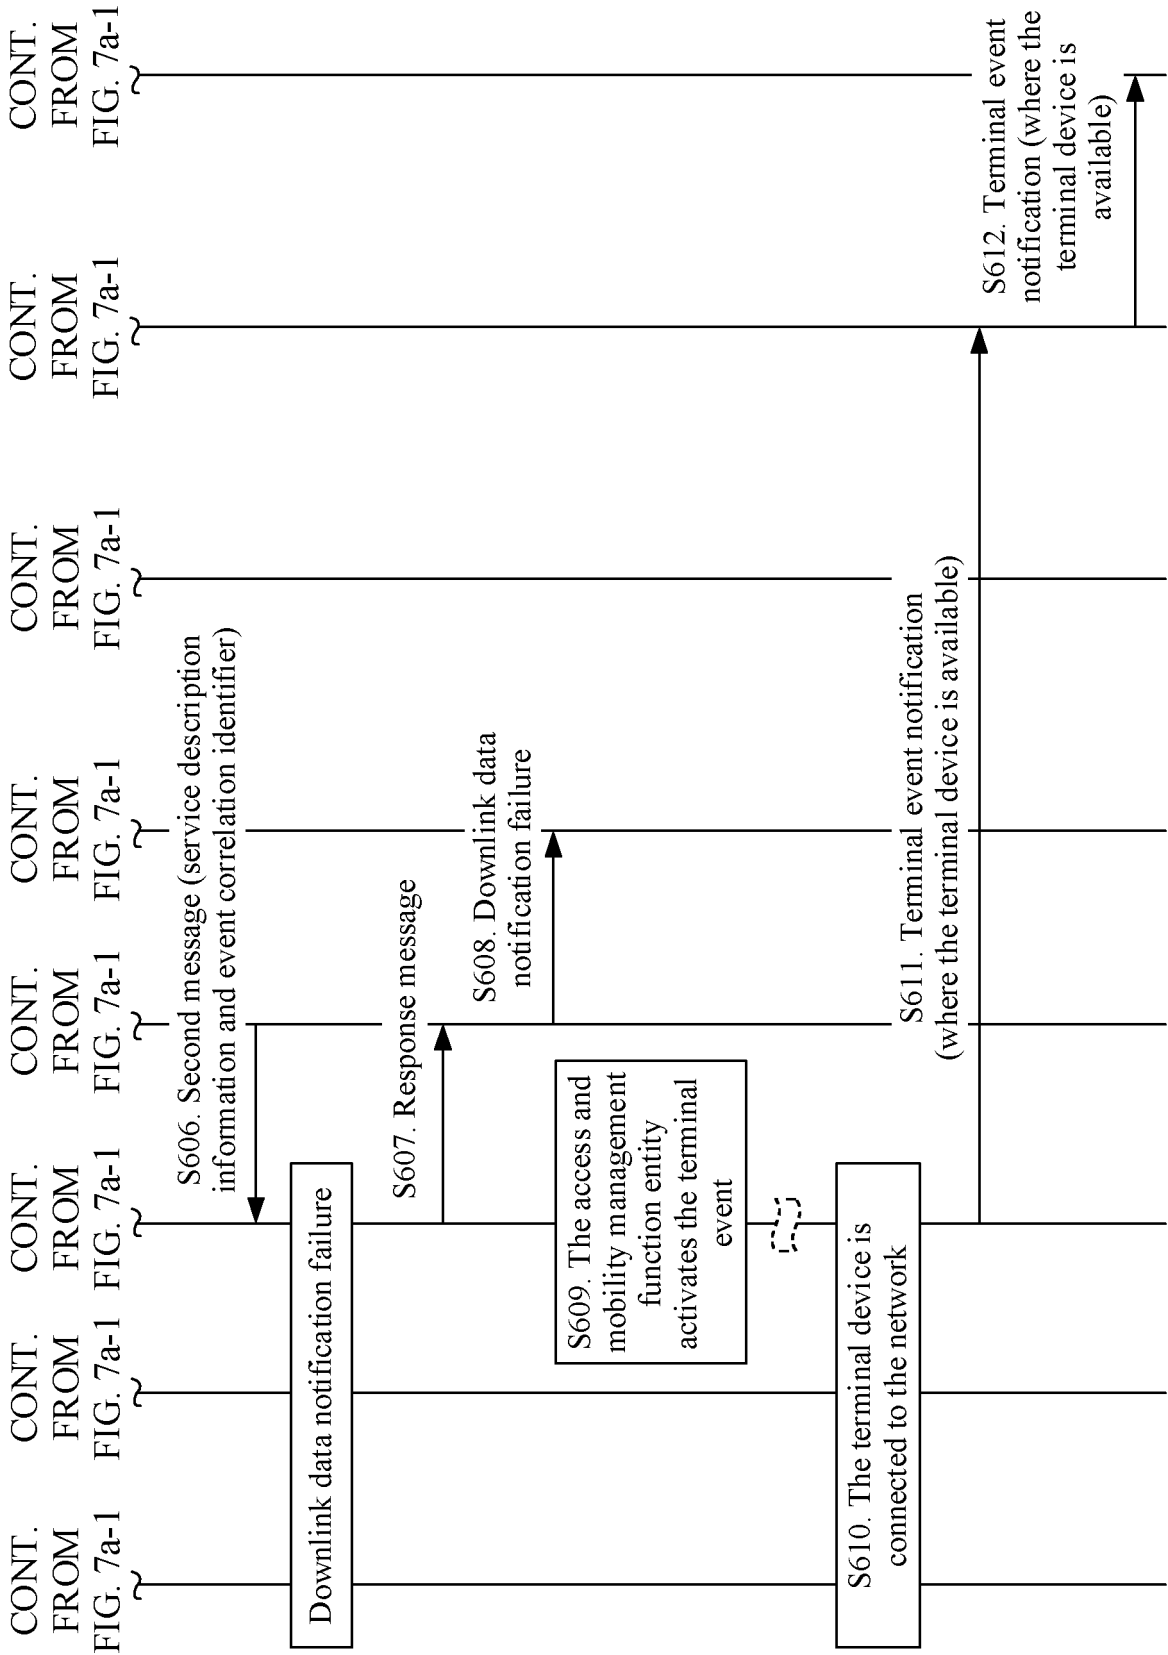 CONT.
FROM
FIG. 7a-1
CONT.
FROM
FIG. 7a-1
CONT.
FROM
FIG. 7a-1
CONT.
FROM
FIG. 7a-1
CONT.
FROM
FIG. 7a-1
CONT.
FROM
FIG. 7a-1
CONT.
FROM
FIG. 7a-1
CONT.
FROM
FIG. 7a-1
S606. Second message (service description
information and event correlation identifier)
Downlink data notification failure
S607. Response message
S608. Downlink data
notification failure
S609. The access and
mobility management
function entity
activates the terminal
event
S610. The terminal device is
connected to the network
S611. Terminal event notification
(where the terminal device is available)
S612. Terminal event
notification (where the
terminal device is
available)